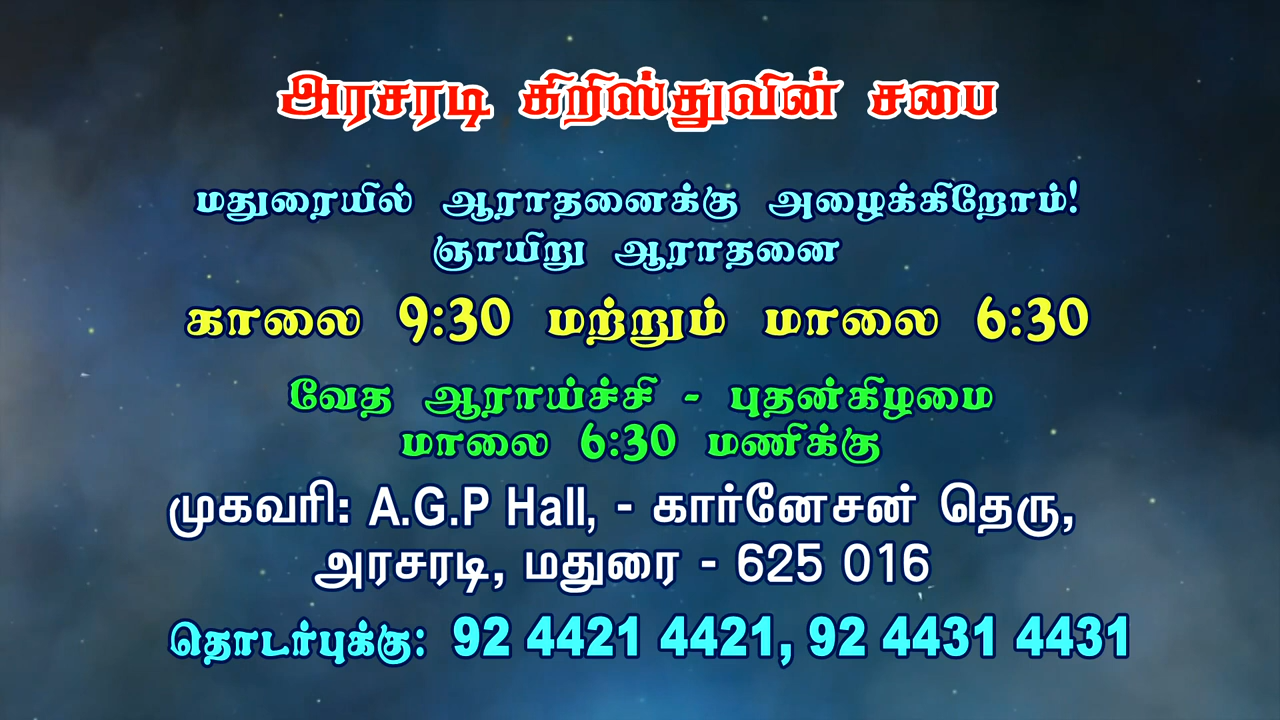 அரசரடி கிறிஸ்துவின் சபை
மதுரையில் ஆராதனைக்கு அழைக்கிறோம்!
ஞாயிறு ஆராதனை
காலை 9:30 மற்றும் மாலை 6:30
வேத ஆராய்ச்சி - புதன்கிழமை
மாலை 6:30 மணிக்கு
முகவரி: A.G.P Hall, - கார்னேசன் தெரு,
அரசரடி, மதுரை - 625 016
தொடர்புக்கு: 92 4421 4421, 92 4431 4431